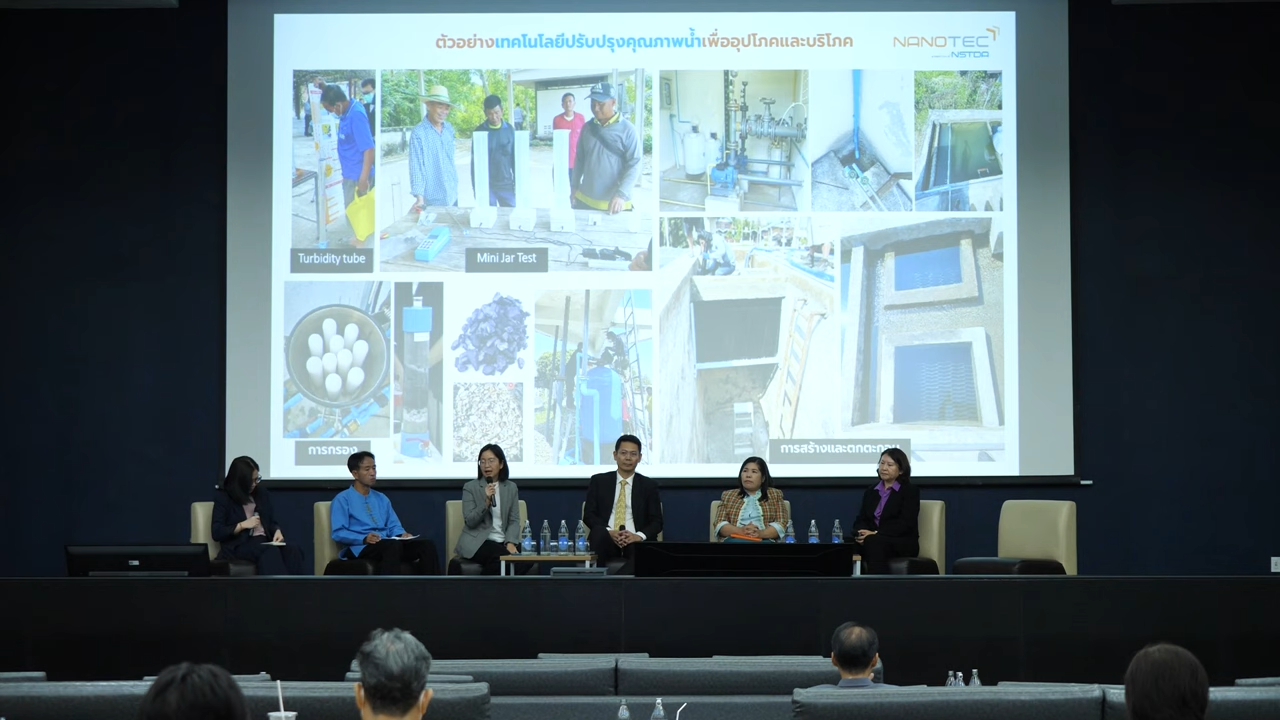 ตัวอย่างเทคโนโลยีปรับปรุงคุณภาพน้ำเพื่ออุปโภคและบริโภค
NANOTEC
NSTDA
Turbidity tube
Mini Jar Test
การกรอง
การสร้างและตกตะกอน